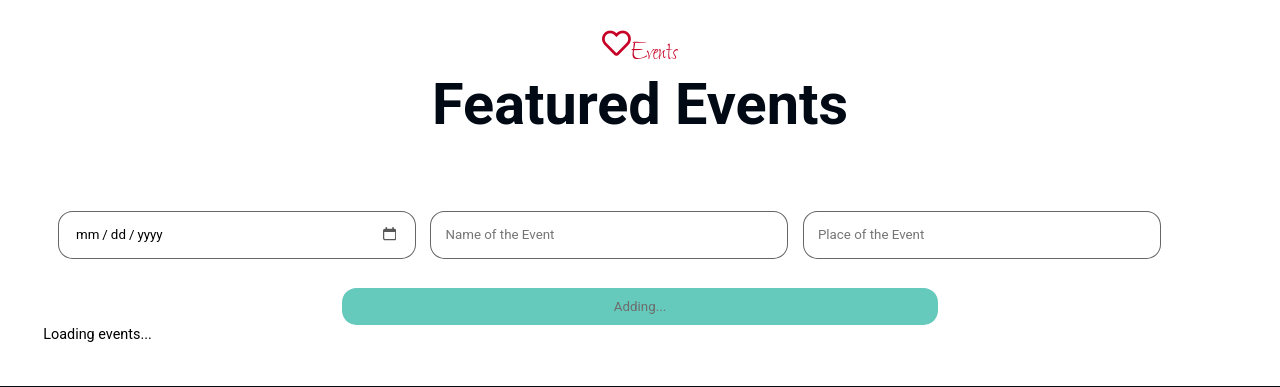 Events
Featured Events
mm / dd / yyyy Name of the Event Place of the Event
Adding...
Loading events...